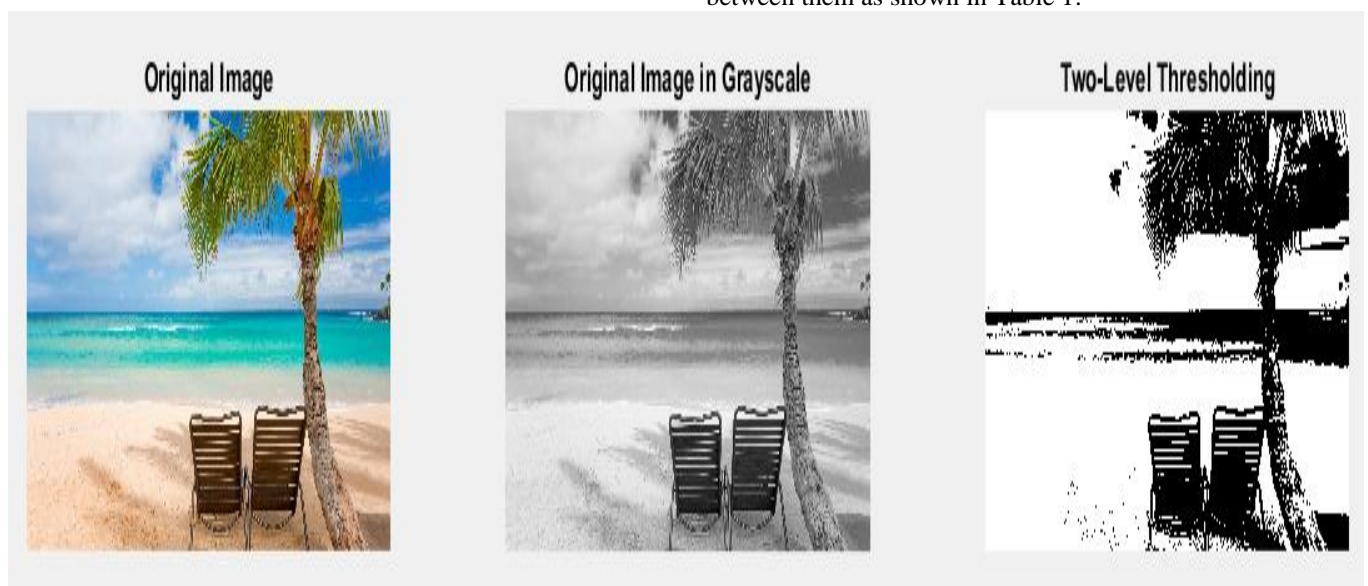 between them as shown in Table 1.
Original Image
Original Image in Grayscale
Two-Level Thresholding